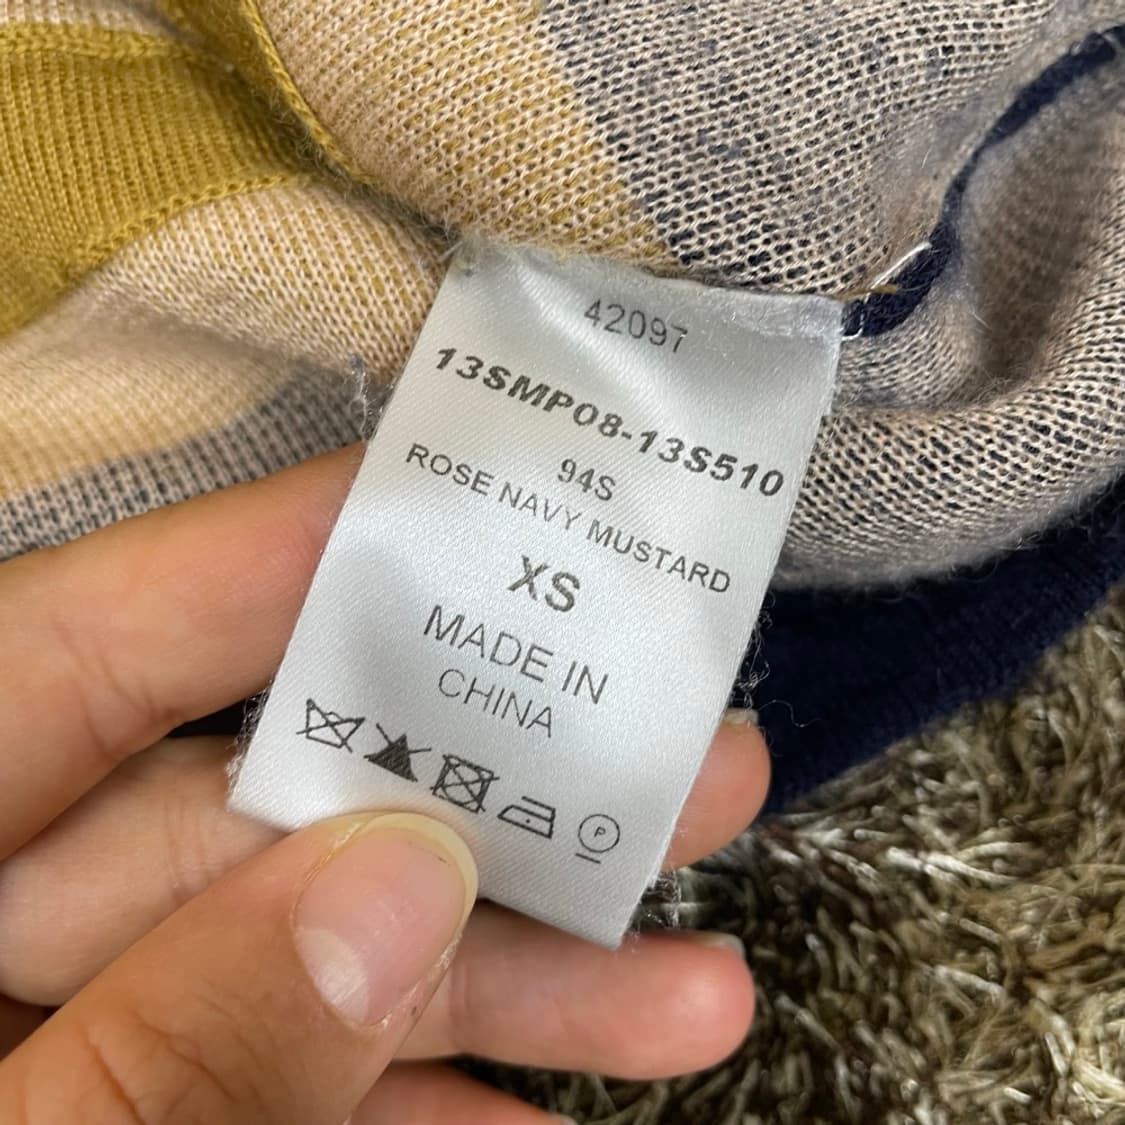 42097
13SMP08-13S510
94S
ROSE NAVY MUSTARD
XS
MADE IN
CHINA
P